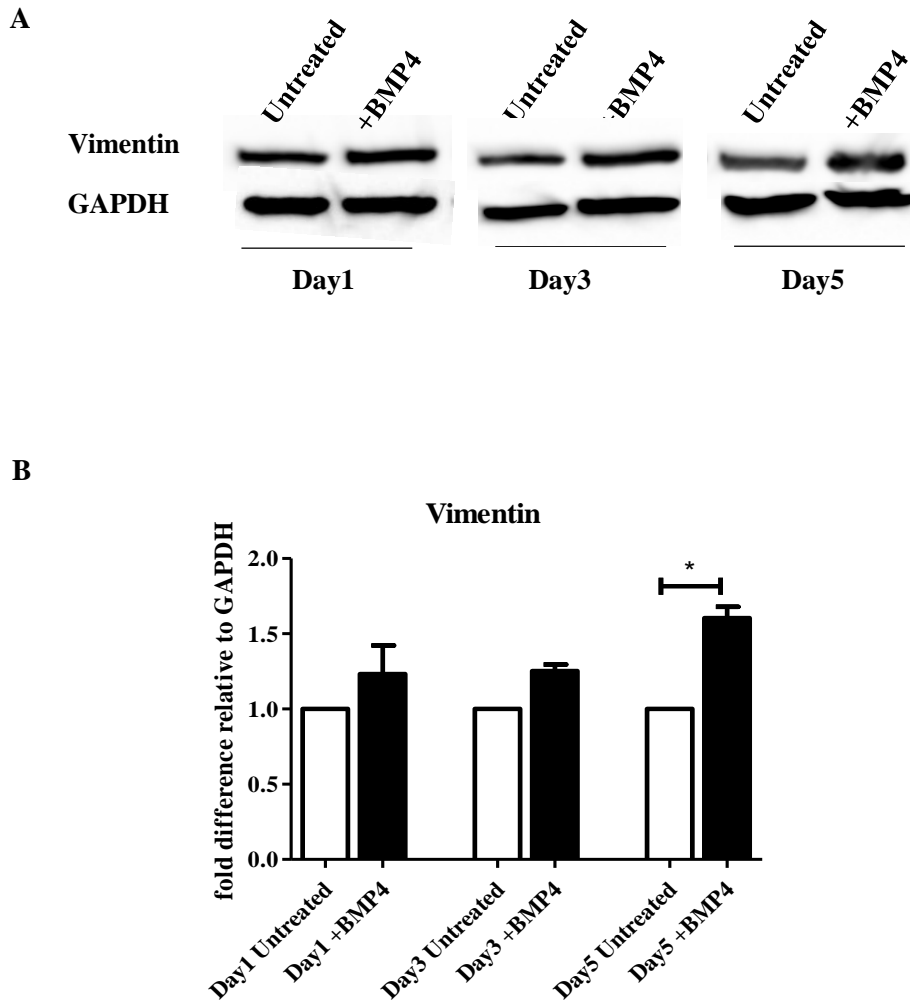 A
Untreated
+BMP4
Untreated
+BMP4
Untreated
+BMP4
Vimentin
GAPDH
Day1
Day3
Day5
B
Vimentin
fold difference relative to GAPDH
2.0
1.5
1.0
0.5
0.0
*
Day1 Untreated
Day1 +BMP4
Day3 Untreated
Day3 +BMP4
Day5 Untreated
Day5 +BMP4